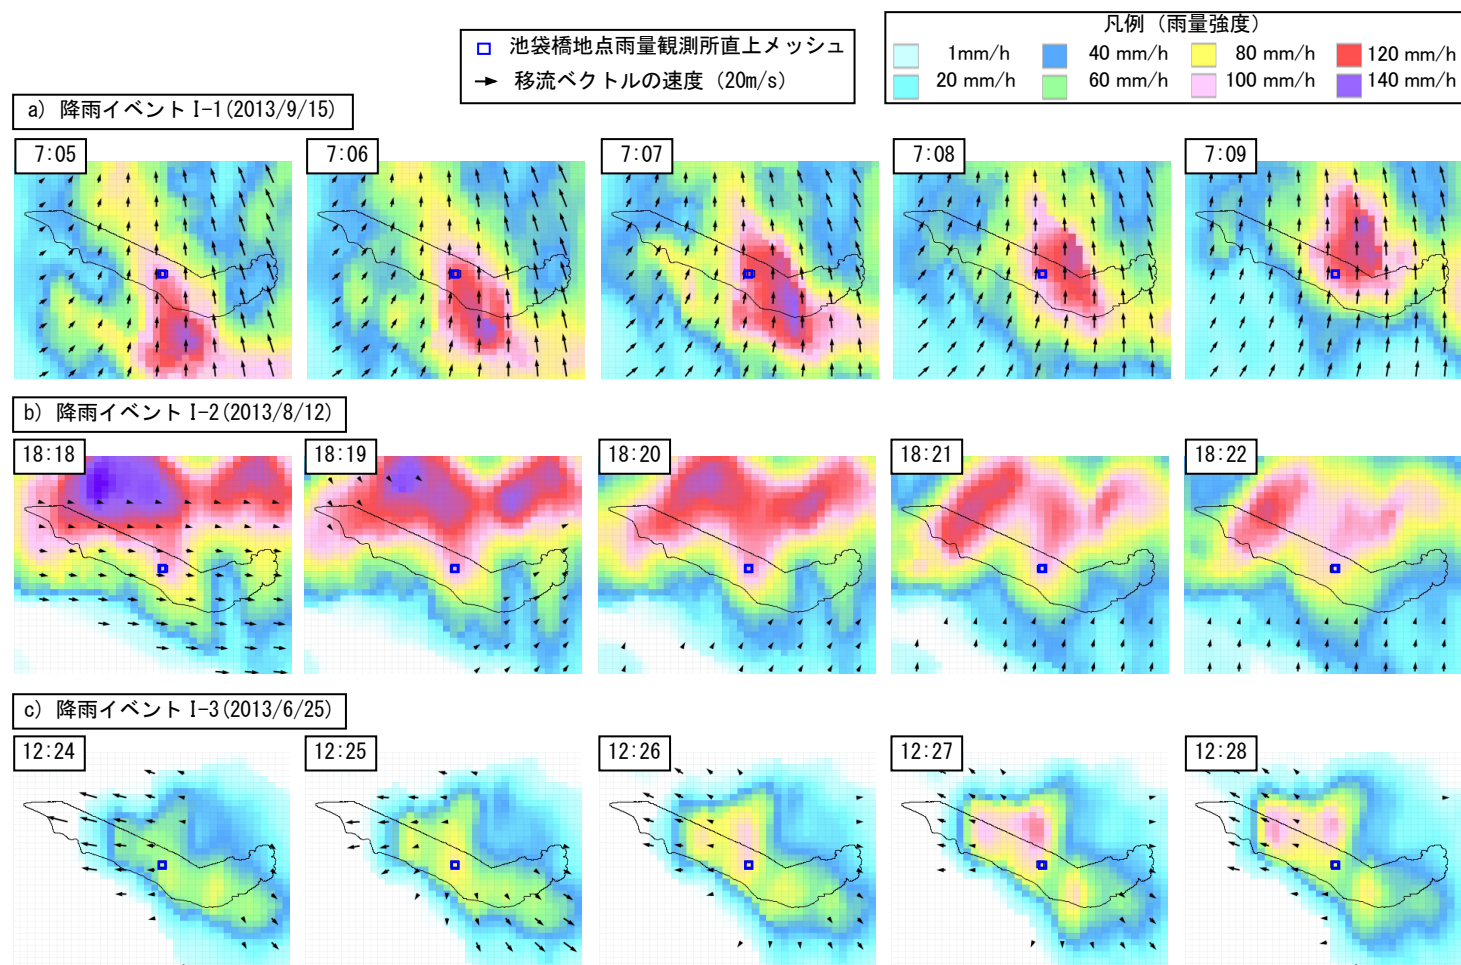 池袋橋地点雨量観測所直上メッシュ
移流ベクトルの速度 (20m/s)
凡例（雨量強度）
1mm/h 40 mm/h 80 mm/h 120 mm/h
20 mm/h 60 mm/h 100 mm/h 140 mm/h
a) 降雨イベント I-1(2013/9/15)
7:05 7:06 7:07 7:08 7:09
b) 降雨イベント I-2(2013/8/12)
18:18 18:19 18:20 18:21 18:22
c) 降雨イベント I-3(2013/6/25)
12:24 12:25 12:26 12:27 12:28